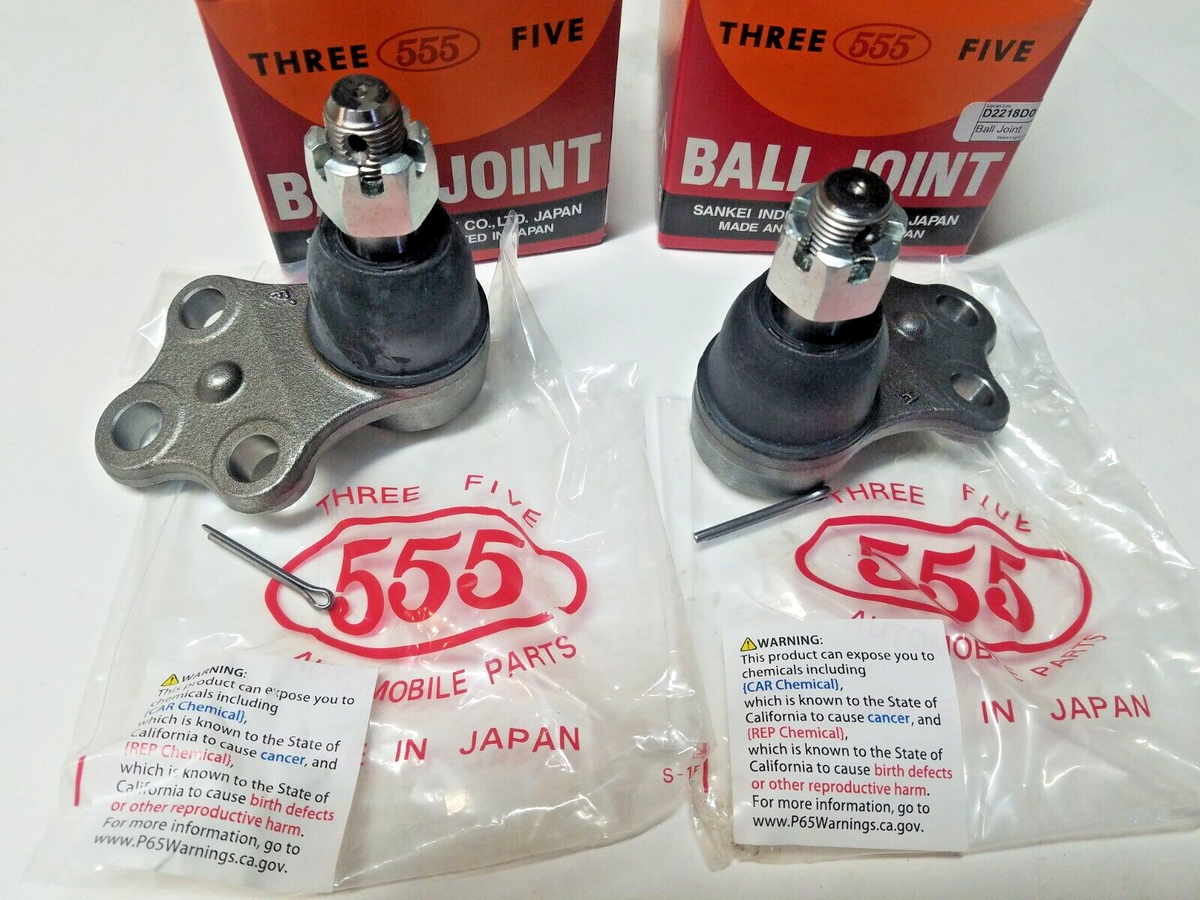 THREE 555 FIVE
JOINT
CO.,LTD. JAPAN
JAPAN
THREE 555 FIVE
D2218D0
Ball Joint
BALL JOINT
SANKEI IND JAPAN
MADE AN
THREE FIVE
555
MOBILE PARTS
IN JAPAN
WARNING:
This product can expose you to
chemicals including
{CAR Chemical},
which is known to the State of
California to cause cancer, and
{REP Chemical},
which is known to the State of
California to cause birth defects
or other reproductive harm.
For more information, go to
www.P65Warnings.ca.gov.
THREE FIVE
555
PARTS
IN JAPAN
WARNING:
This product can expose you to
chemicals including
{CAR Chemical},
which is known to the State of
California to cause cancer, and
{REP Chemical},
which is known to the State of
California to cause birth defects
or other reproductive harm.
For more information, go to
www.P65Warnings.ca.gov.